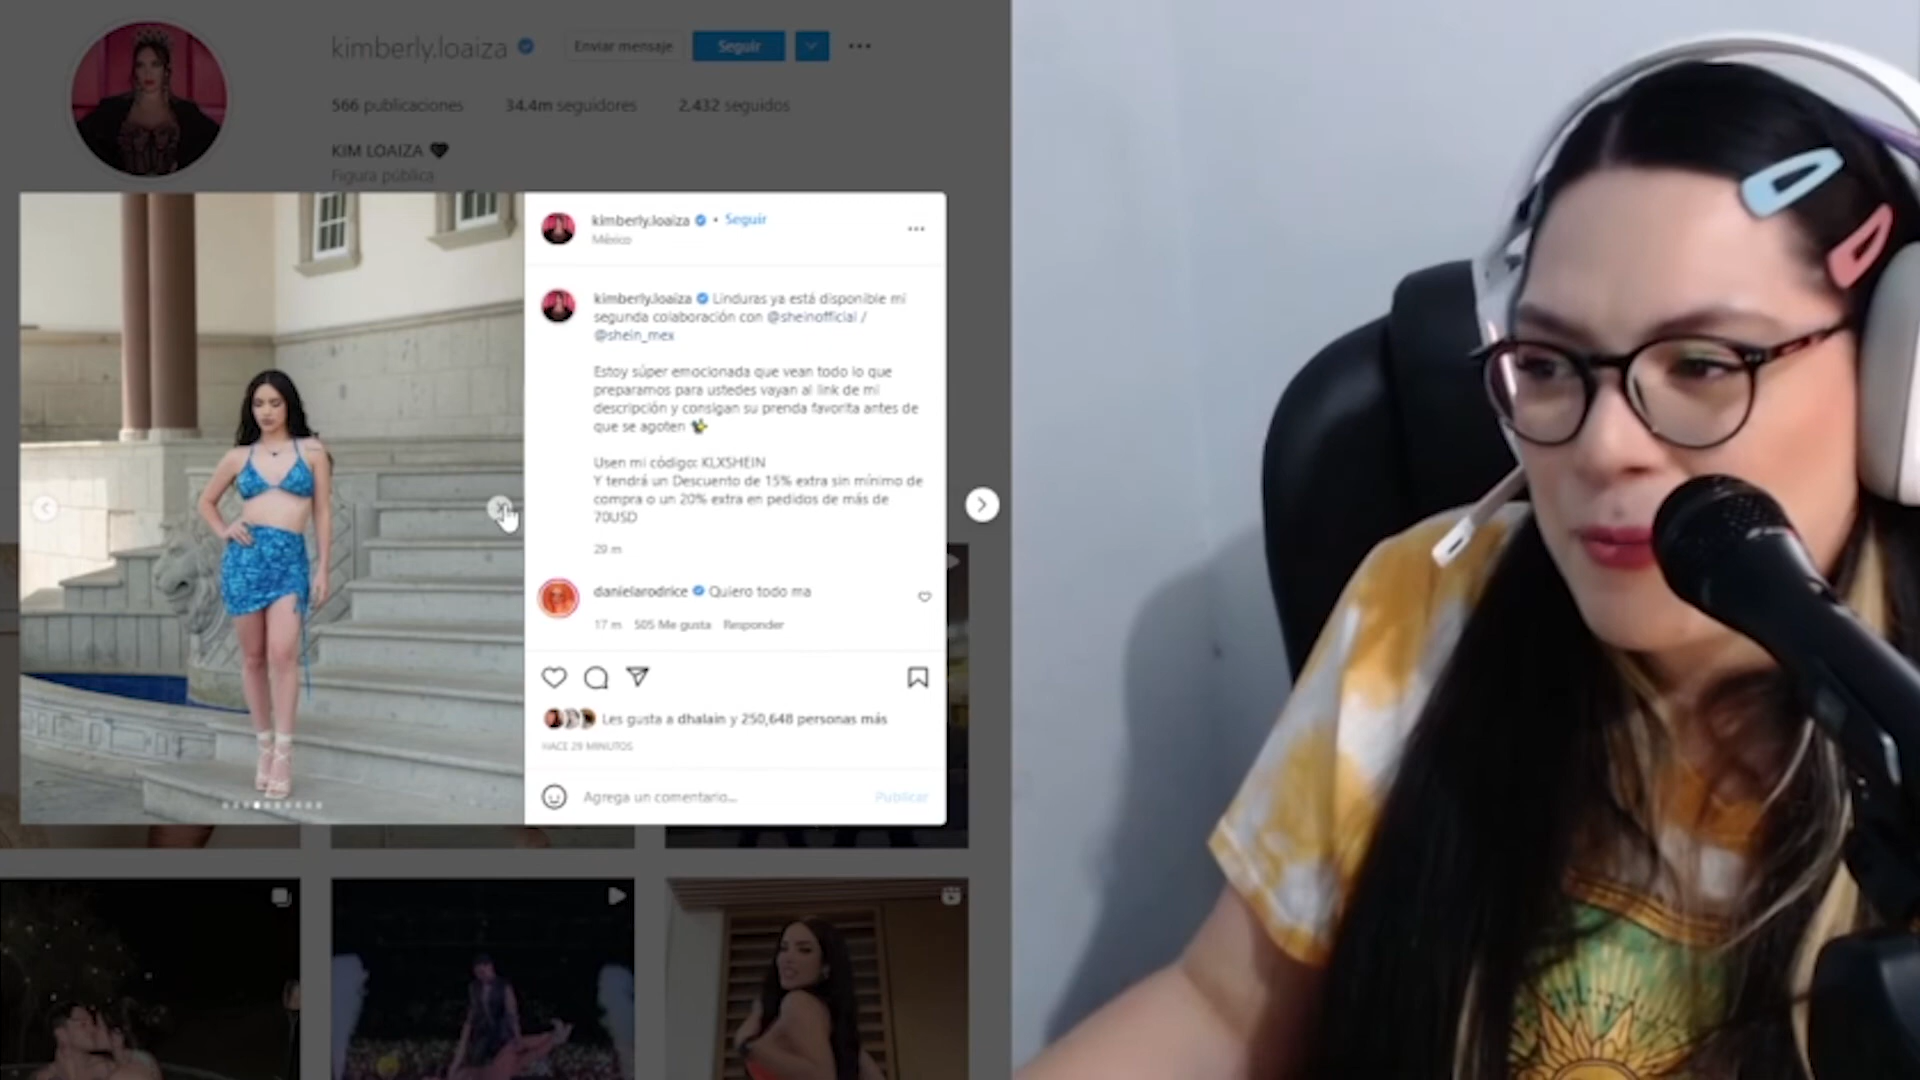 kimberly.loaiza
Enviar mensaje
Seguir
566 publicaciones
34.4m seguidores
2,432 seguidos
KIM LOAIZA
Figura pública
kimberly.loaiza • Seguir
México
kimberly.loaiza Linduras ya está disponible mi
segunda colaboración con @sheinofficial /
@shein_mex
Estoy súper emocionada que vean todo lo que
preparamos para ustedes vayan al link de mi
descripción y consigan su prenda favorita antes de
que se agoten
Usen mi código: KLXSHEIN
Y tendrá un Descuento de 15% extra sin mínimo de
compra o un 20% extra en pedidos de más de
70USD
29 m
danielarodrice Quiero todo ma
17 m 505 Me gusta Responder
Les gusta a dhalain y 250,648 personas más
HACE 29 MINUTOS
Agrega un comentario...
Publicar